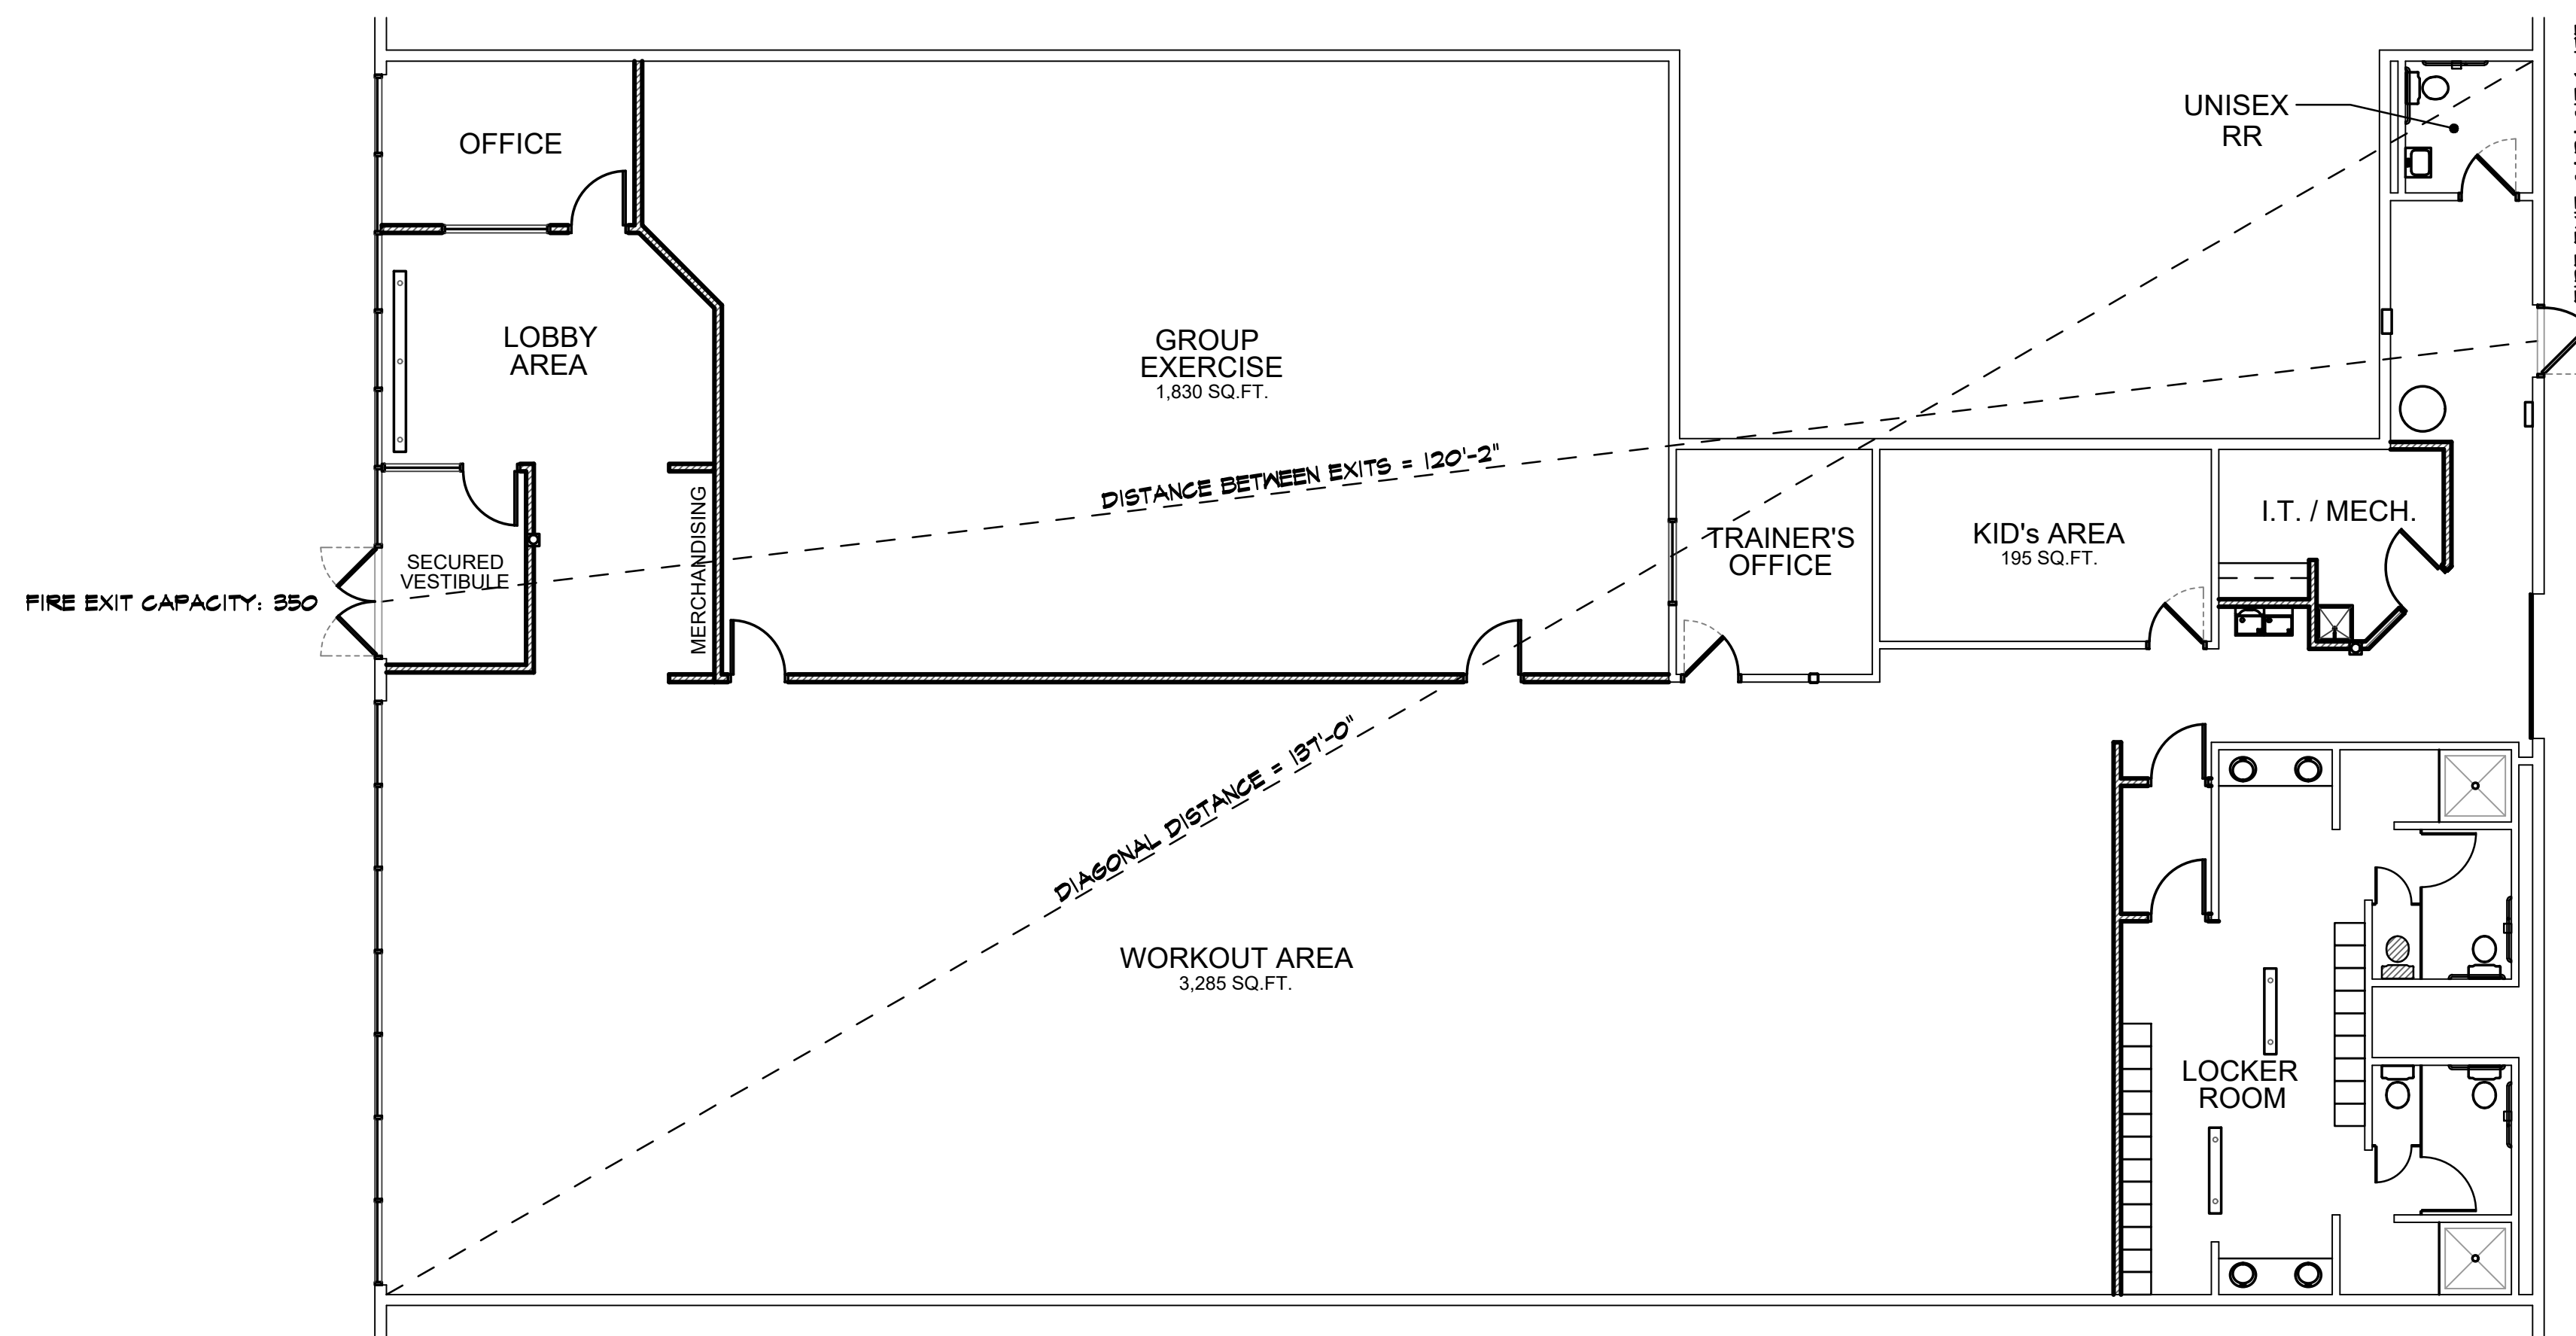 OFFICE
UNISEX
RR
LOBBY
AREA
GROUP
EXERCISE
1,830 SQ.FT.
DISTANCE BETWEEN EXITS = 120'-2"
MERCHANDISING
SECURED
VESTIBULE
FIRE EXIT CAPACITY: 350
TRAINER'S
OFFICE
KID's AREA
195 SQ.FT.
I.T. / MECH.
DIAGONAL DISTANCE = 137'-0"
WORKOUT AREA
3,285 SQ.FT.
LOCKER
ROOM